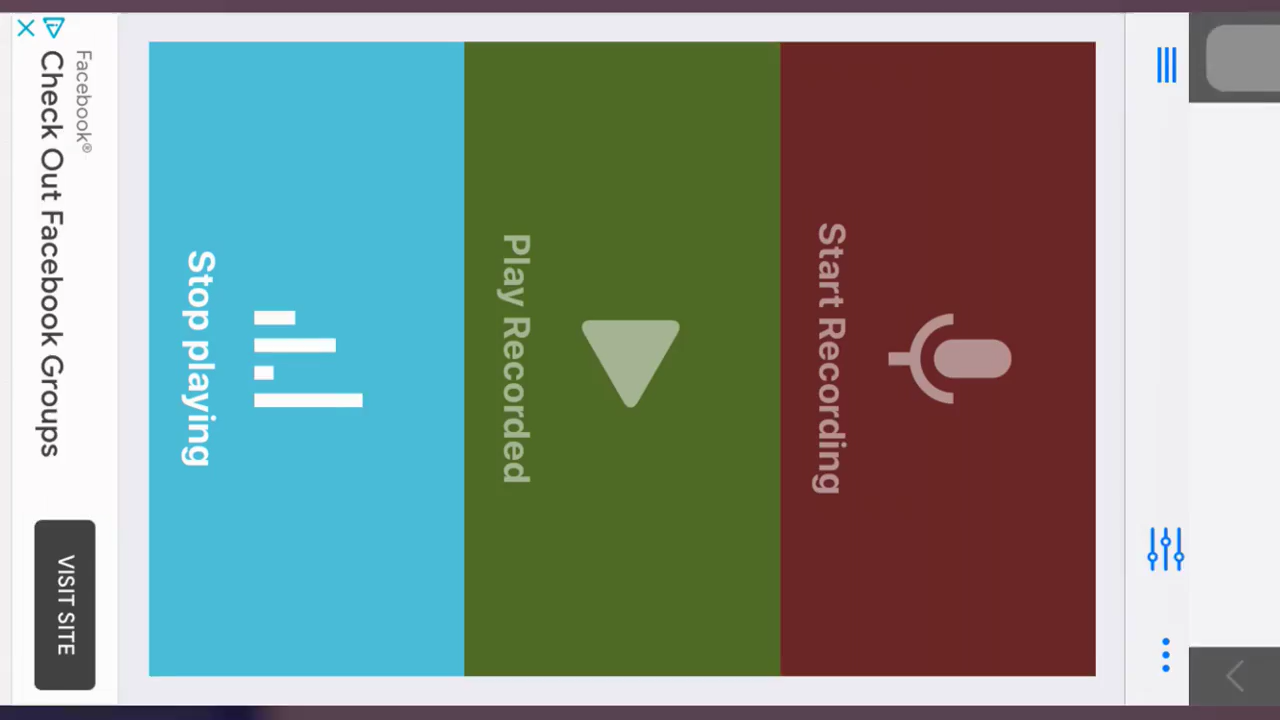 Start Recording
Play Recorded
Stop playing
Facebook®
Check Out Facebook Groups
VISIT SITE